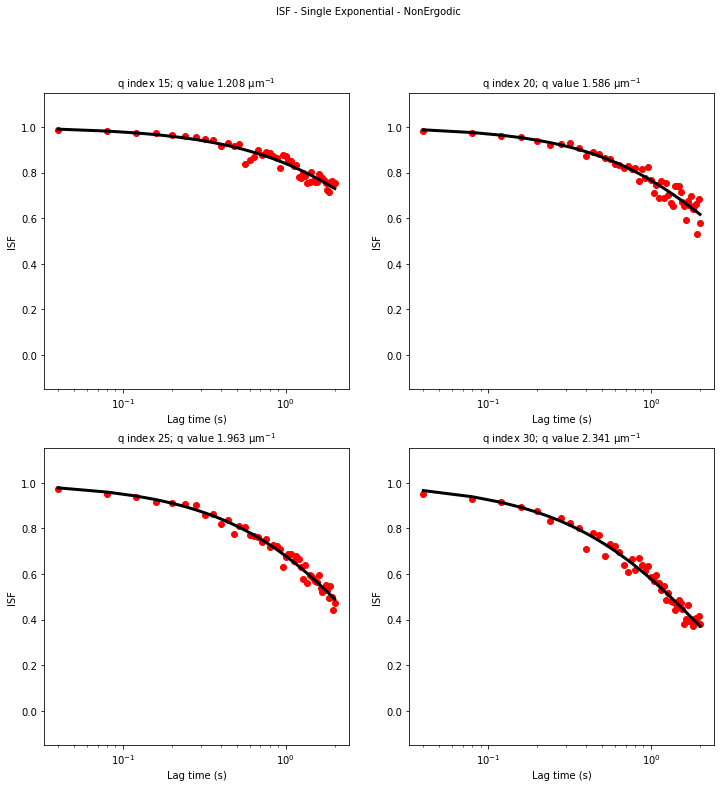 ISF - Single Exponential - NonErgodic
q index 15; q value 1.208 μm⁻¹
q index 20; q value 1.586 μm⁻¹
1.0
0.8
0.6
0.4
0.2
0.0
ISF
10⁻¹
10⁰
Lag time (s)
1.0
0.8
0.6
0.4
0.2
0.0
ISF
10⁻¹
10⁰
Lag time (s)
q index 25; q value 1.963 μm⁻¹
q index 30; q value 2.341 μm⁻¹
1.0
0.8
0.6
0.4
0.2
0.0
ISF
10⁻¹
10⁰
Lag time (s)
1.0
0.8
0.6
0.4
0.2
0.0
ISF
10⁻¹
10⁰
Lag time (s)